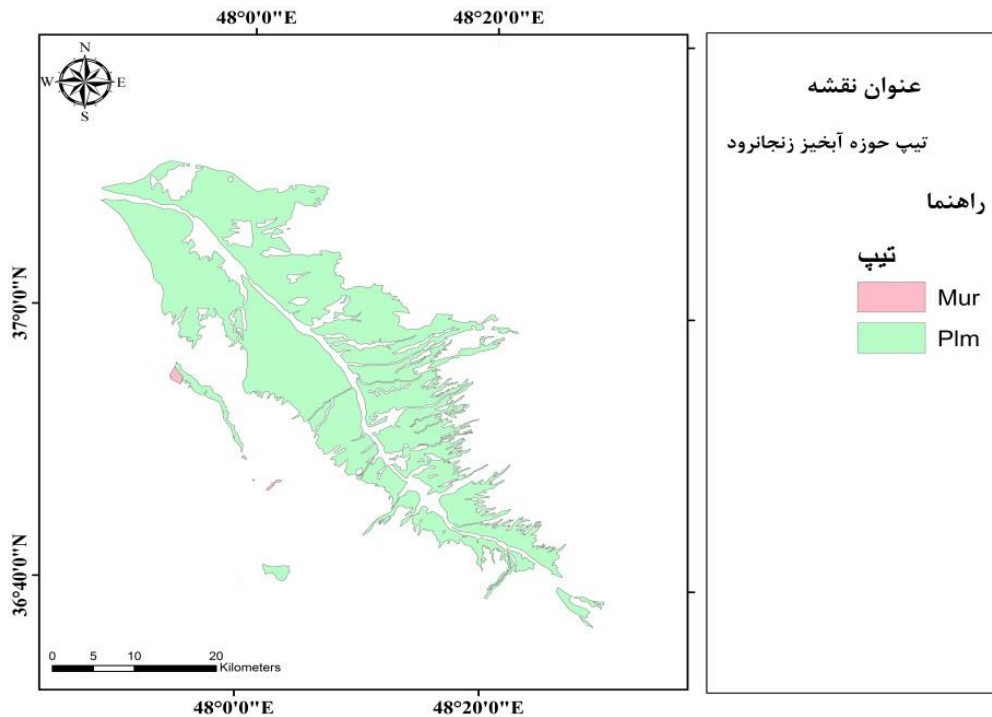 48°0'0"E 48°20'0"E
N
W E
S
37°0'0"N
36°40'0"N
0 5 10 20
Kilometers
48°0'0"E 48°20'0"E
عنوان نقشه
تیپ حوزه آبخیز زنجانرود
راهنما
تیپ
Mur
Plm